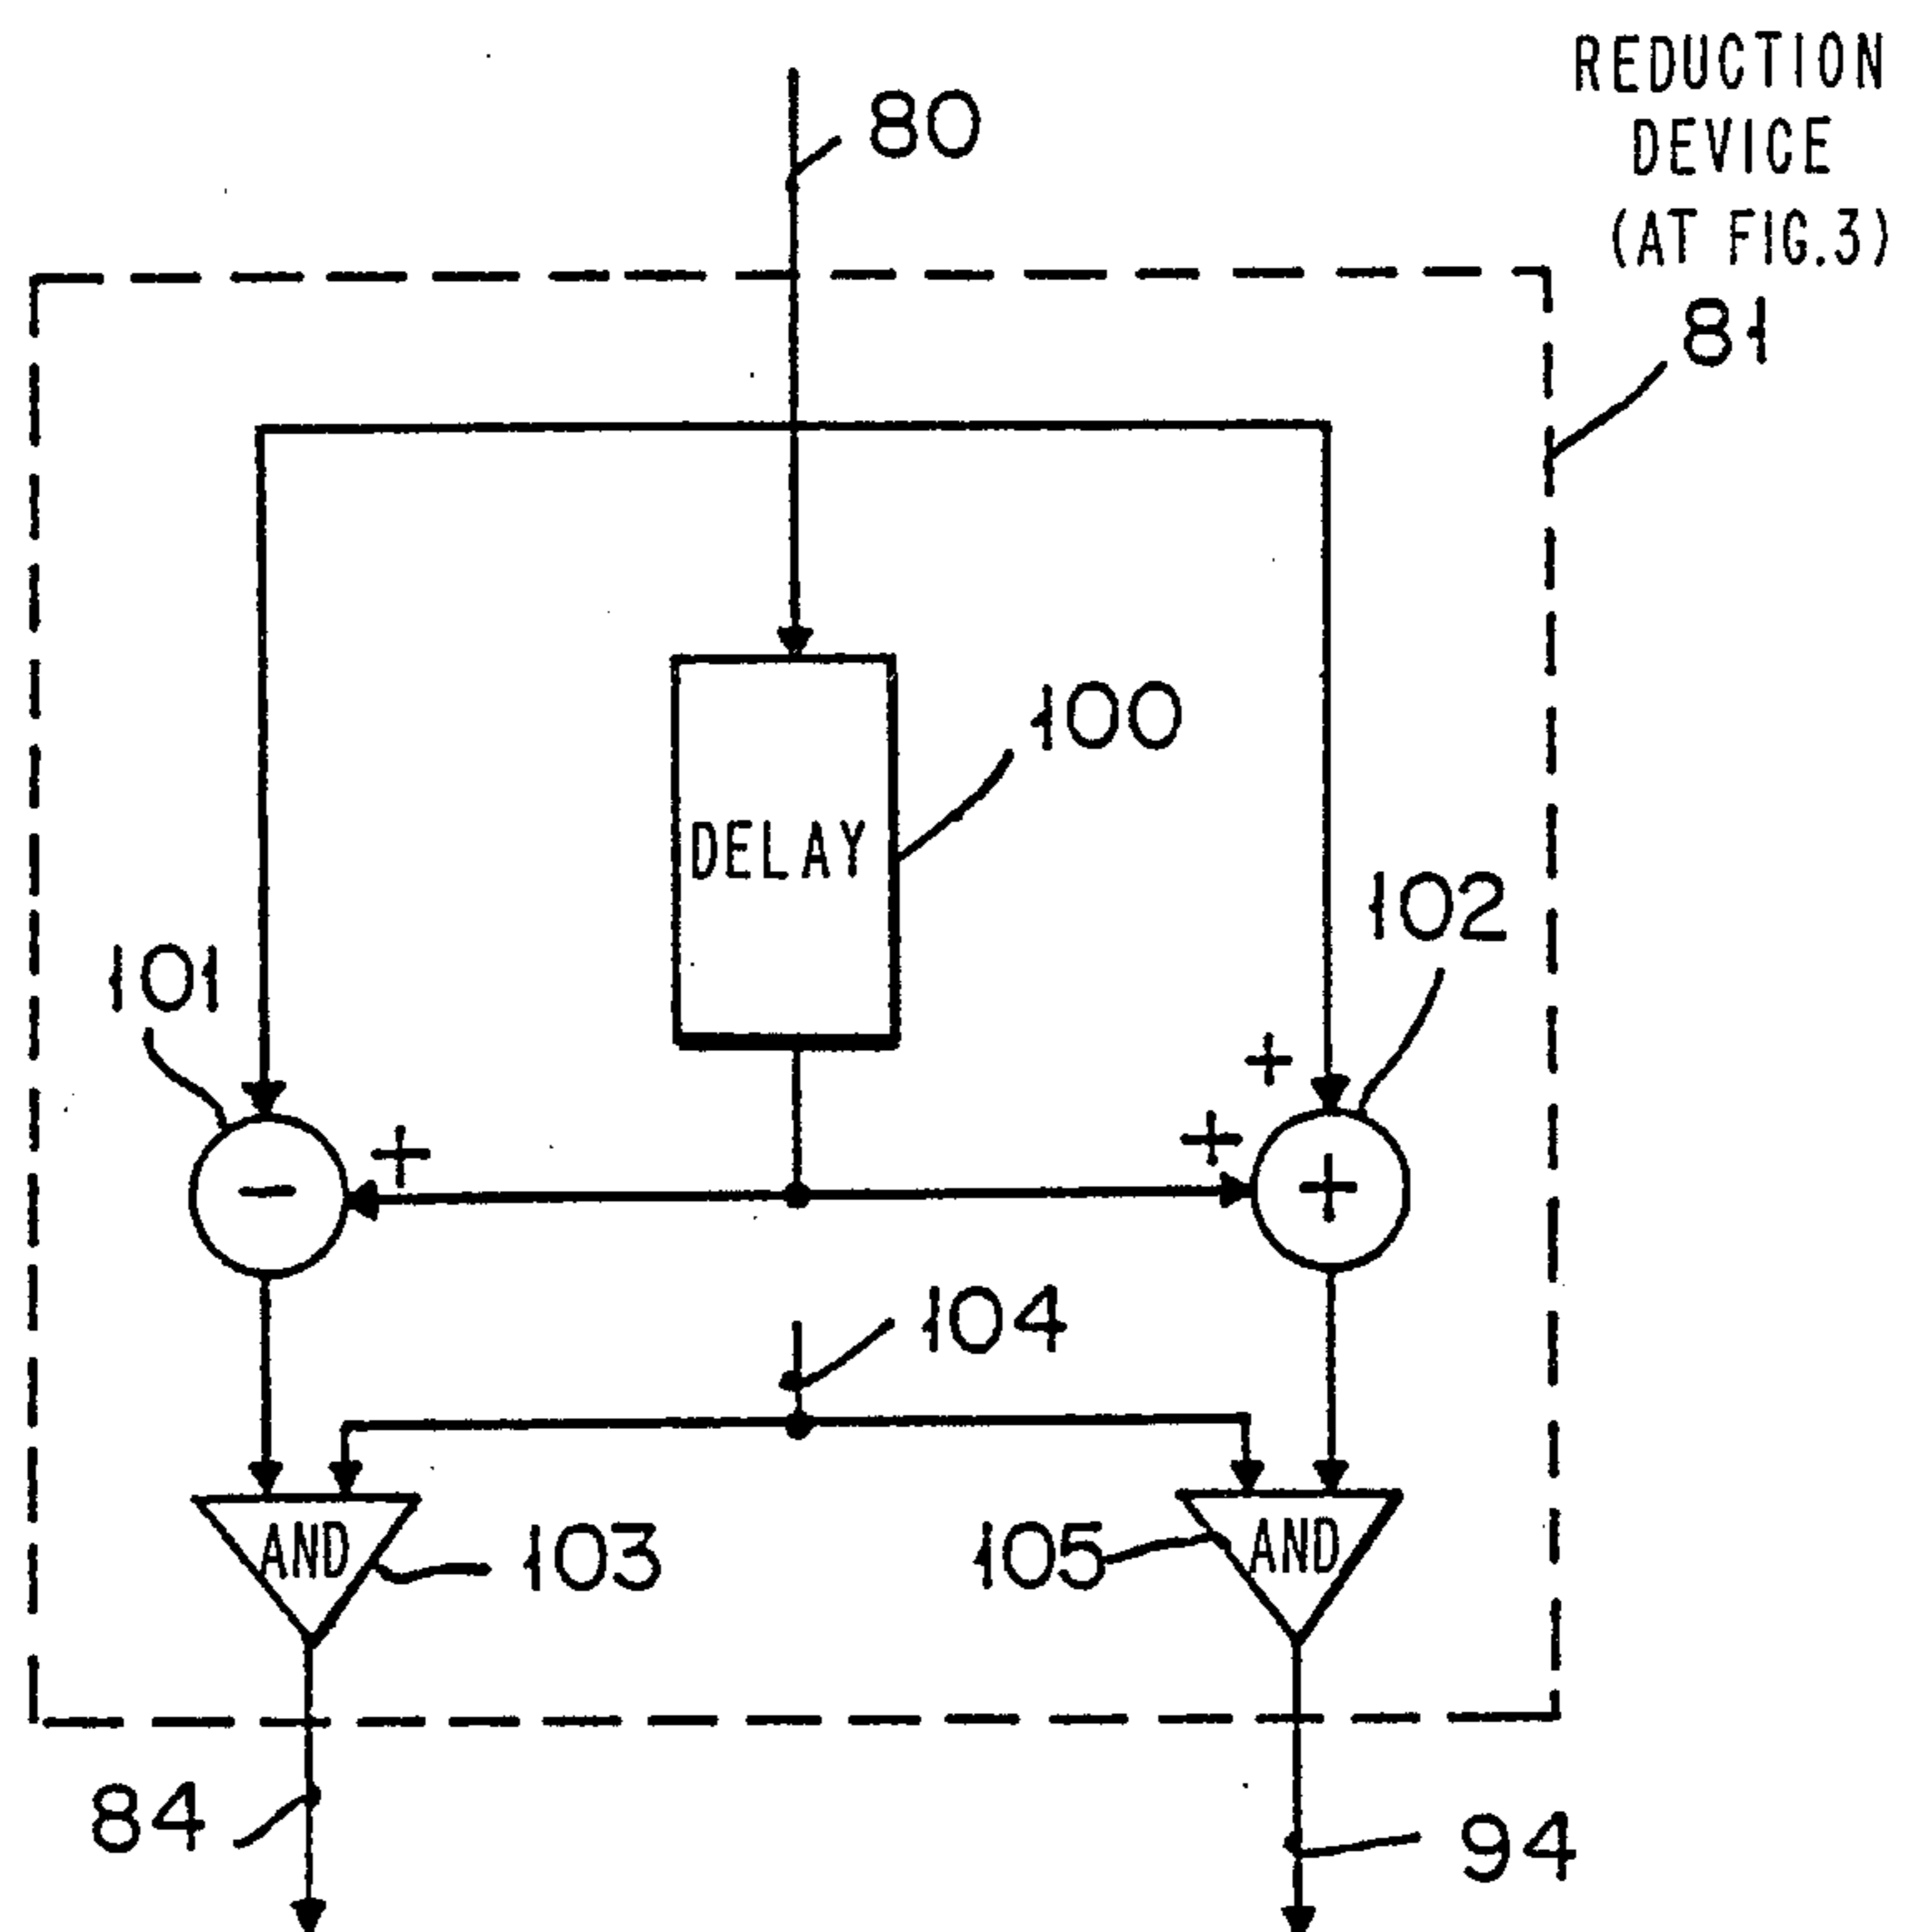 REDUCTION
DEVICE
(AT FIG.3)
80
81
100
DELAY
102
101
+
+
+
-
+
104
AND
103
105
AND
84
94